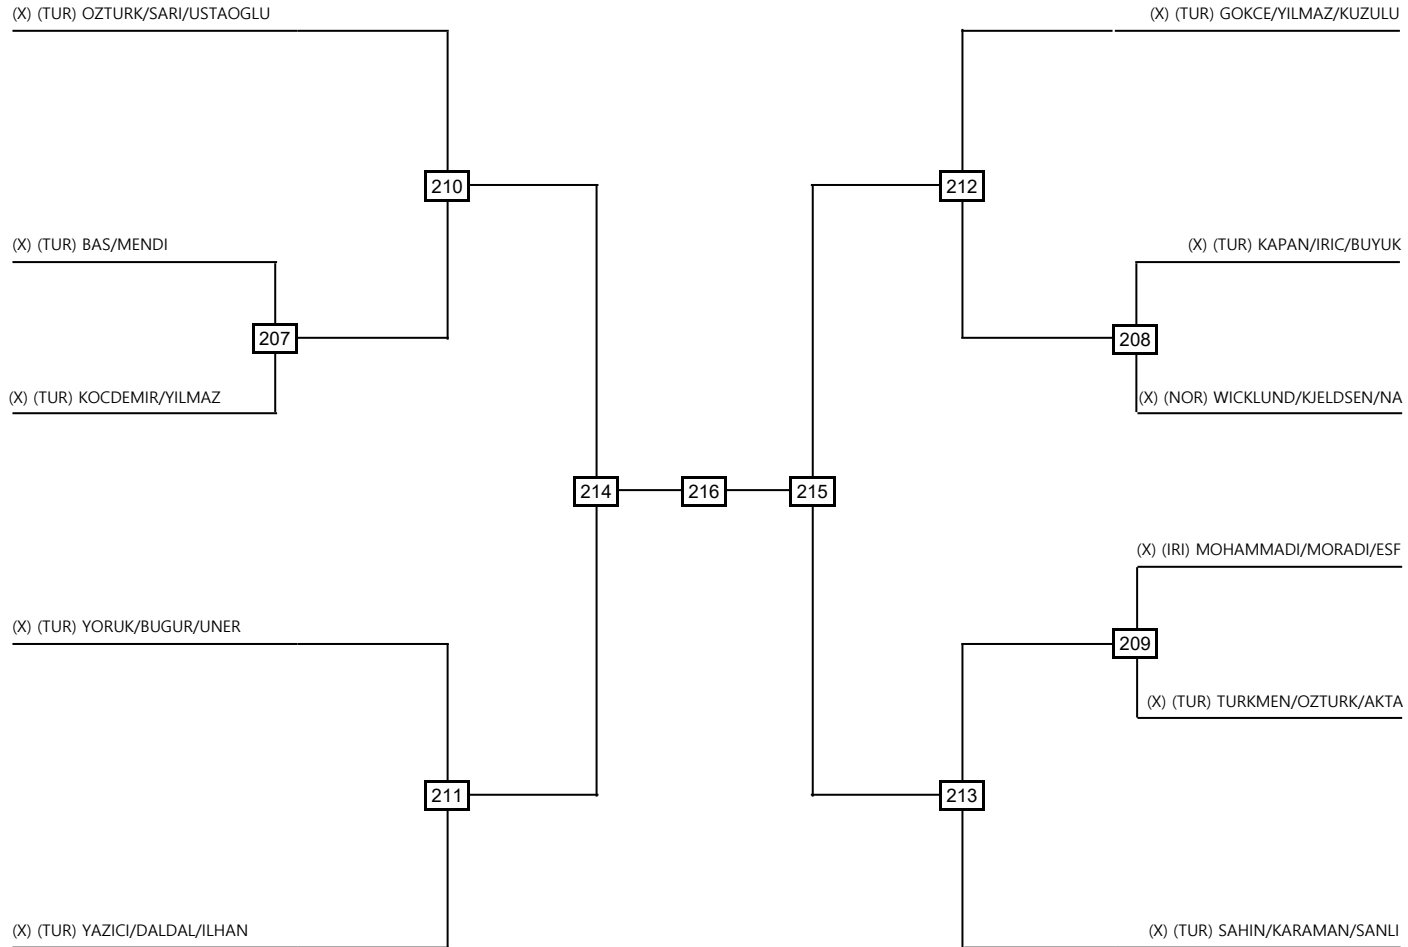 (X) (TUR) OZTURK/SARI/USTAOGLU
(X) (TUR) GOKCE/YILMAZ/KUZULU
210
212
(X) (TUR) BAS/MENDI
(X) (TUR) KAPAN/IRIC/BUYUK
207
208
(X) (TUR) KOCDEMIR/YILMAZ
(X) (NOR) WICKLUND/KJELDSEN/NA
214
216
215
(X) (IRI) MOHAMMADI/MORADI/ESF
(X) (TUR) YORUK/BUGUR/UNER
209
(X) (TUR) TURKMEN/OZTURK/AKTA
211
213
(X) (TUR) YAZICI/DALDAL/ILHAN
(X) (TUR) SAHIN/KARAMAN/SANLI